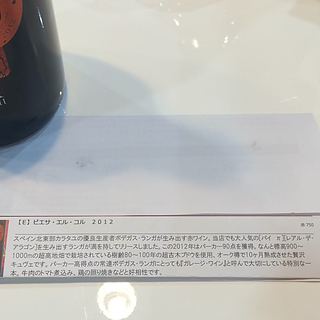 【E】 ピエサ・エル・コル 2012
赤 750
スペイン北東部カラタユの優良生産者ボデガス・ランガが生み出す赤ワイン。当店でも大人気の[パイ π][レアル・デ・
アラゴン]を生み出すランガが満を持してリリースしました。この2012年はパーカー90点を獲得。なんと標高900～
1000mの超高地畑で栽培されている樹齢80～100年の超古木ブドウを使用、オーク樽で10ヶ月熟成させた贅沢
キュヴェです。パーカー高得点の常連ボデガス・ランガにとっても『ガレージ・ワイン』と呼んで大切にしている特別な一
本。牛肉のトマト煮込み、鶏の照り焼きなどと好相性です。